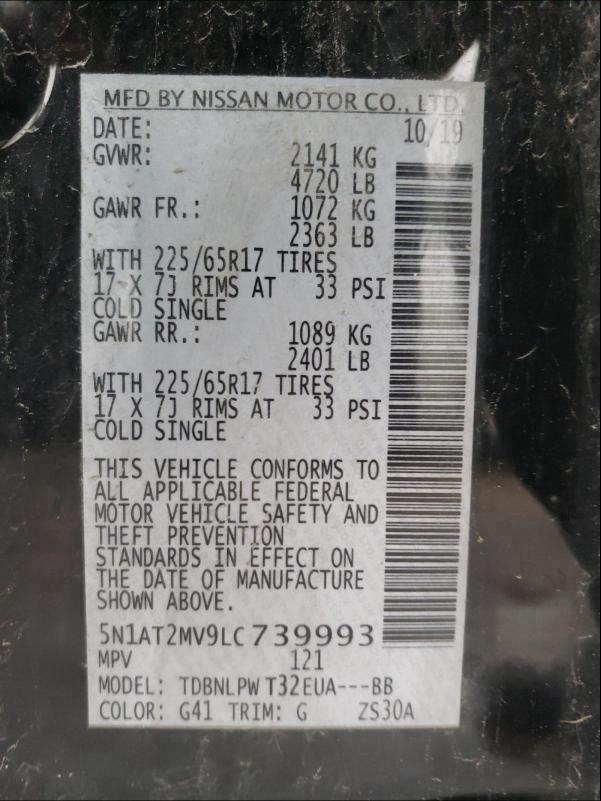 MFD BY NISSAN MOTOR CO., LTD.
DATE: 10/19
GVWR: 2141 KG
4720 LB
GAWR FR.: 1072 KG
2363 LB
WITH 225/65R17 TIRES
17 X 7J RIMS AT 33 PSI
COLD SINGLE
GAWR RR.: 1089 KG
2401 LB
WITH 225/65R17 TIRES
17 X 7J RIMS AT 33 PSI
COLD SINGLE
THIS VEHICLE CONFORMS TO
ALL APPLICABLE FEDERAL
MOTOR VEHICLE SAFETY AND
THEFT PREVENTION
STANDARDS IN EFFECT ON
THE DATE OF MANUFACTURE
SHOWN ABOVE.
5N1AT2MV9LC739993
MPV 121
MODEL: TDBNLPW T32EUA---BB
COLOR: G41 TRIM: G ZS30A